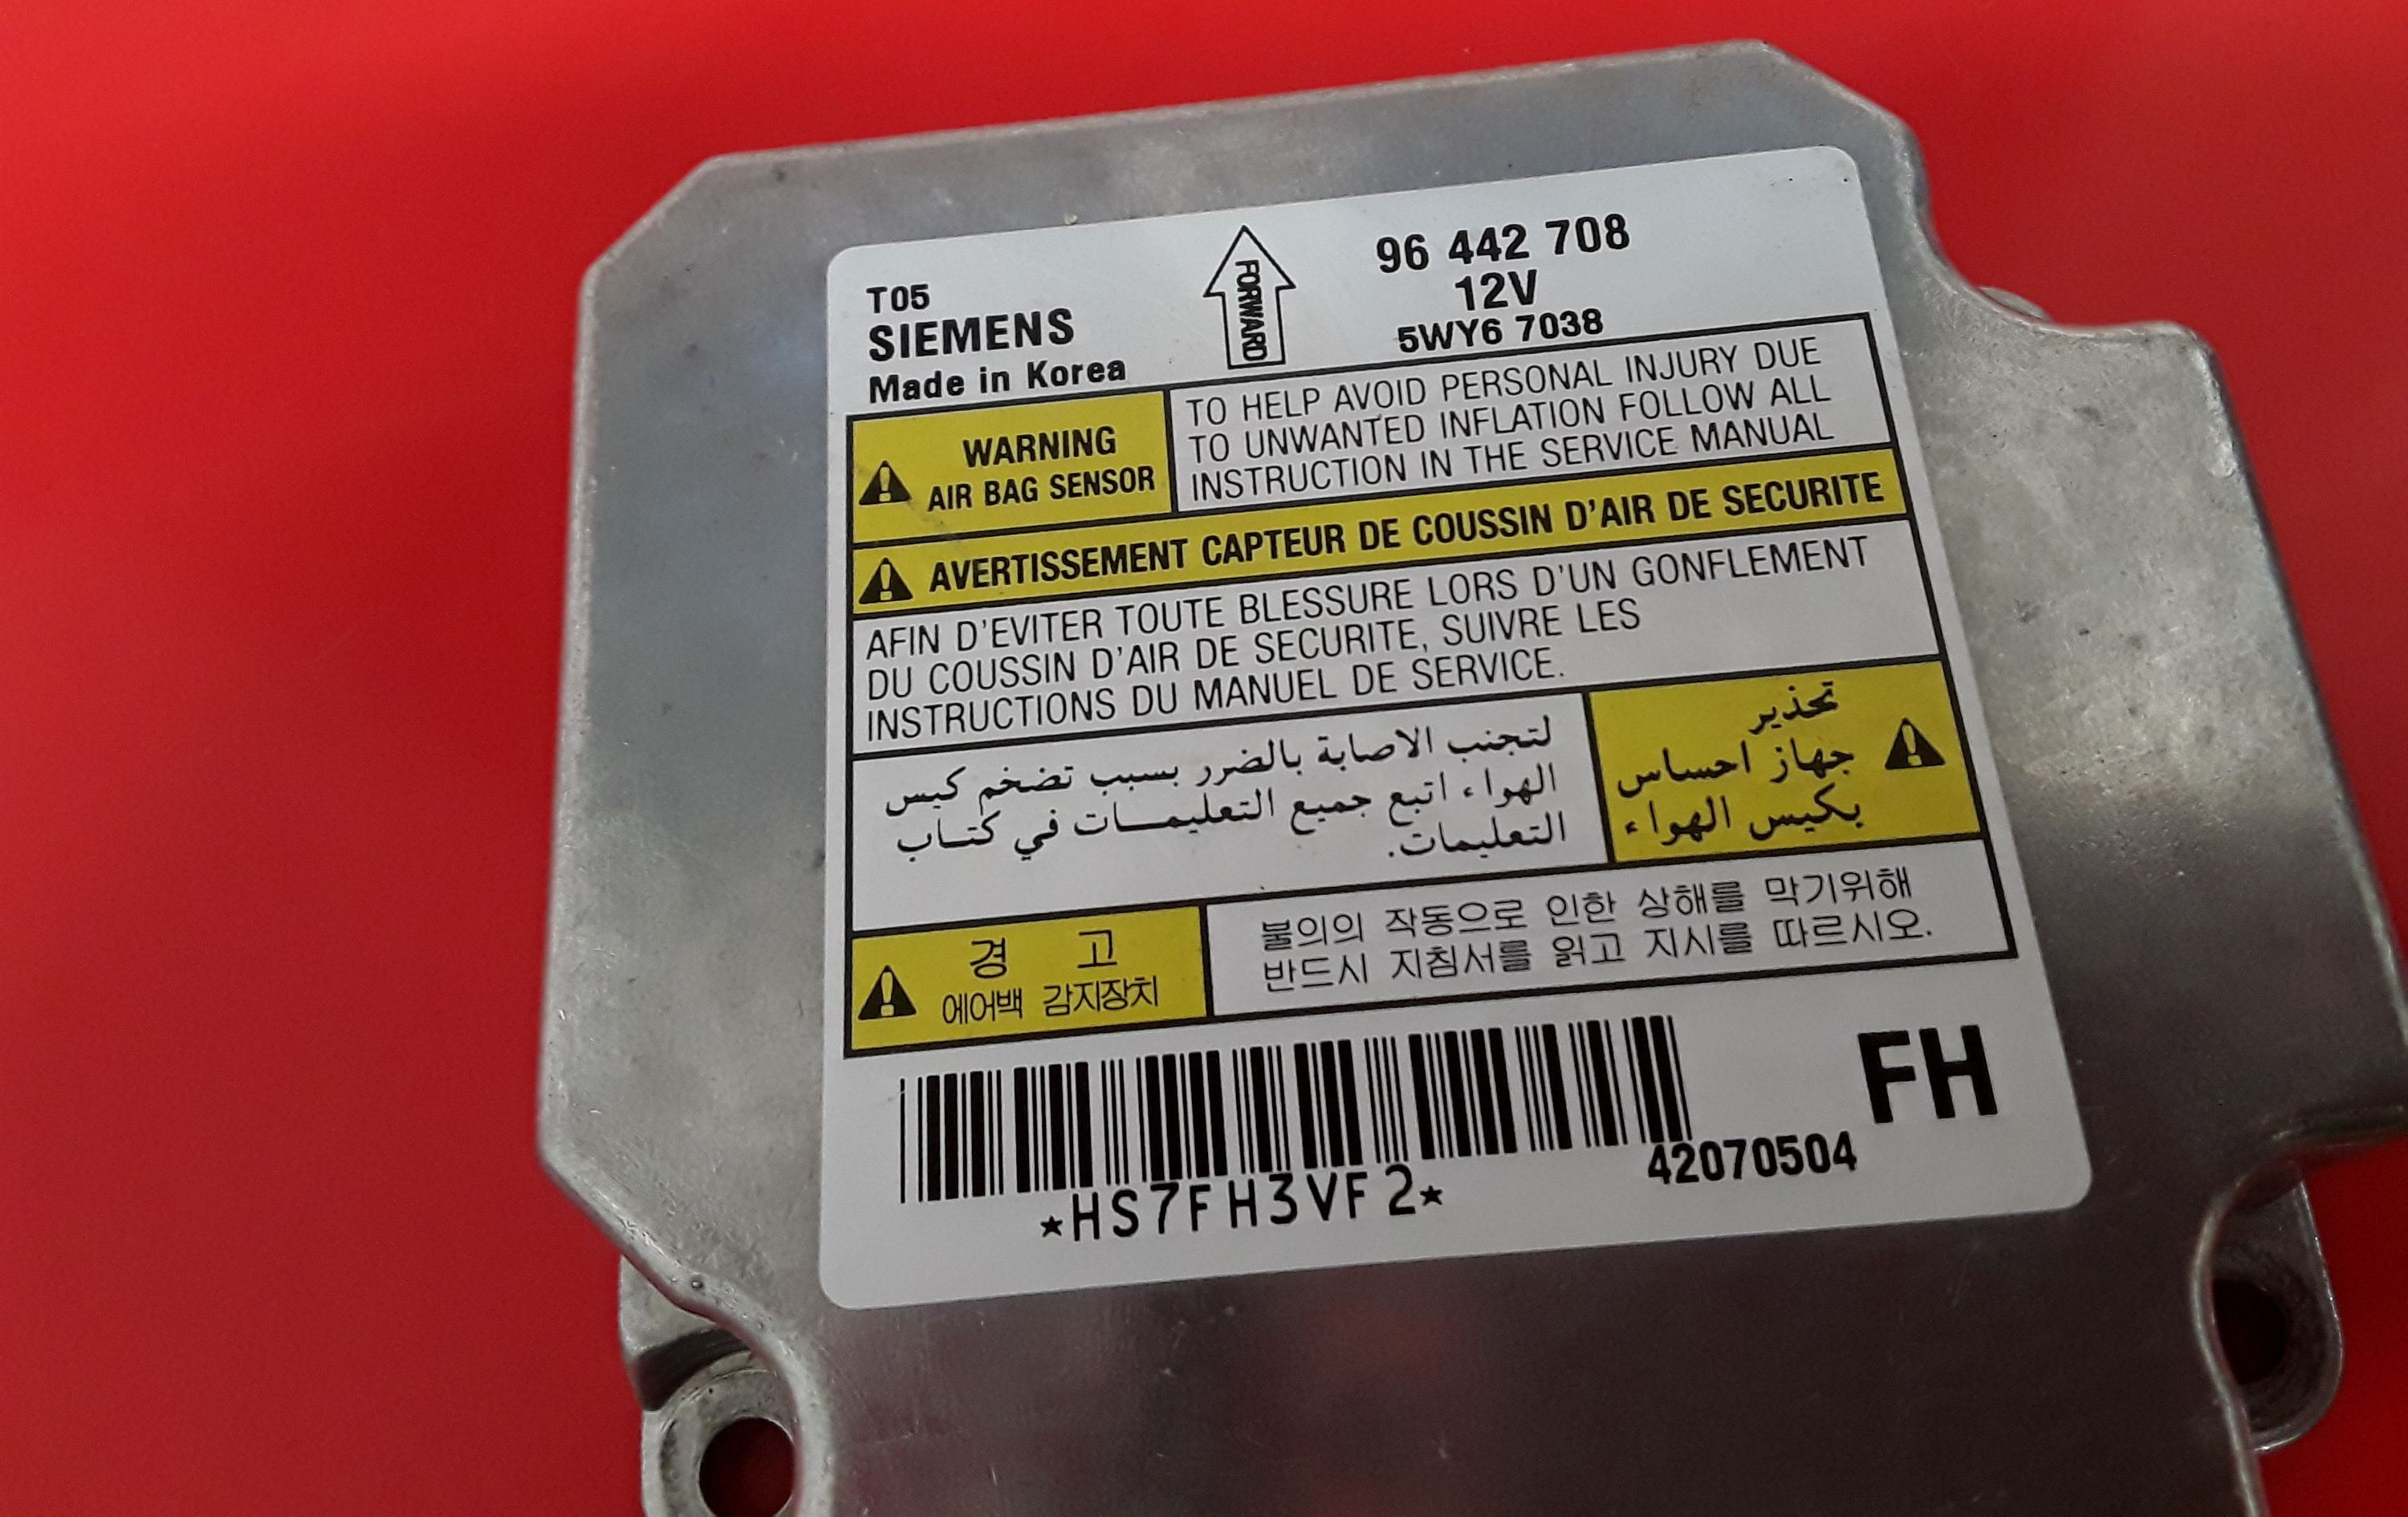 T05
SIEMENS
Made in Korea
FORWARD
96 442 708
12V
5WY6 7038
WARNING
AIR BAG SENSOR
TO HELP AVOID PERSONAL INJURY DUE
TO UNWANTED INFLATION FOLLOW ALL
INSTRUCTION IN THE SERVICE MANUAL
AVERTISSEMENT CAPTEUR DE COUSSIN D'AIR DE SECURITE
AFIN D'EVITER TOUTE BLESSURE LORS D'UN GONFLEMENT
DU COUSSIN D'AIR DE SECURITE, SUIVRE LES
INSTRUCTIONS DU MANUEL DE SERVICE.
تحذير
جهاز احساس
بكيس الهواء
لتجنب الاصابة بالضرر بسبب تضخم كيس
الهواء اتبع جميع التعليمـــات في كتـاب
التعليمات.
경 고
에어백 감지장치
불의의 작동으로 인한 상해를 막기위해
반드시 지침서를 읽고 지시를 따르시오.
FH
42070504
*HS7FH3VF2*